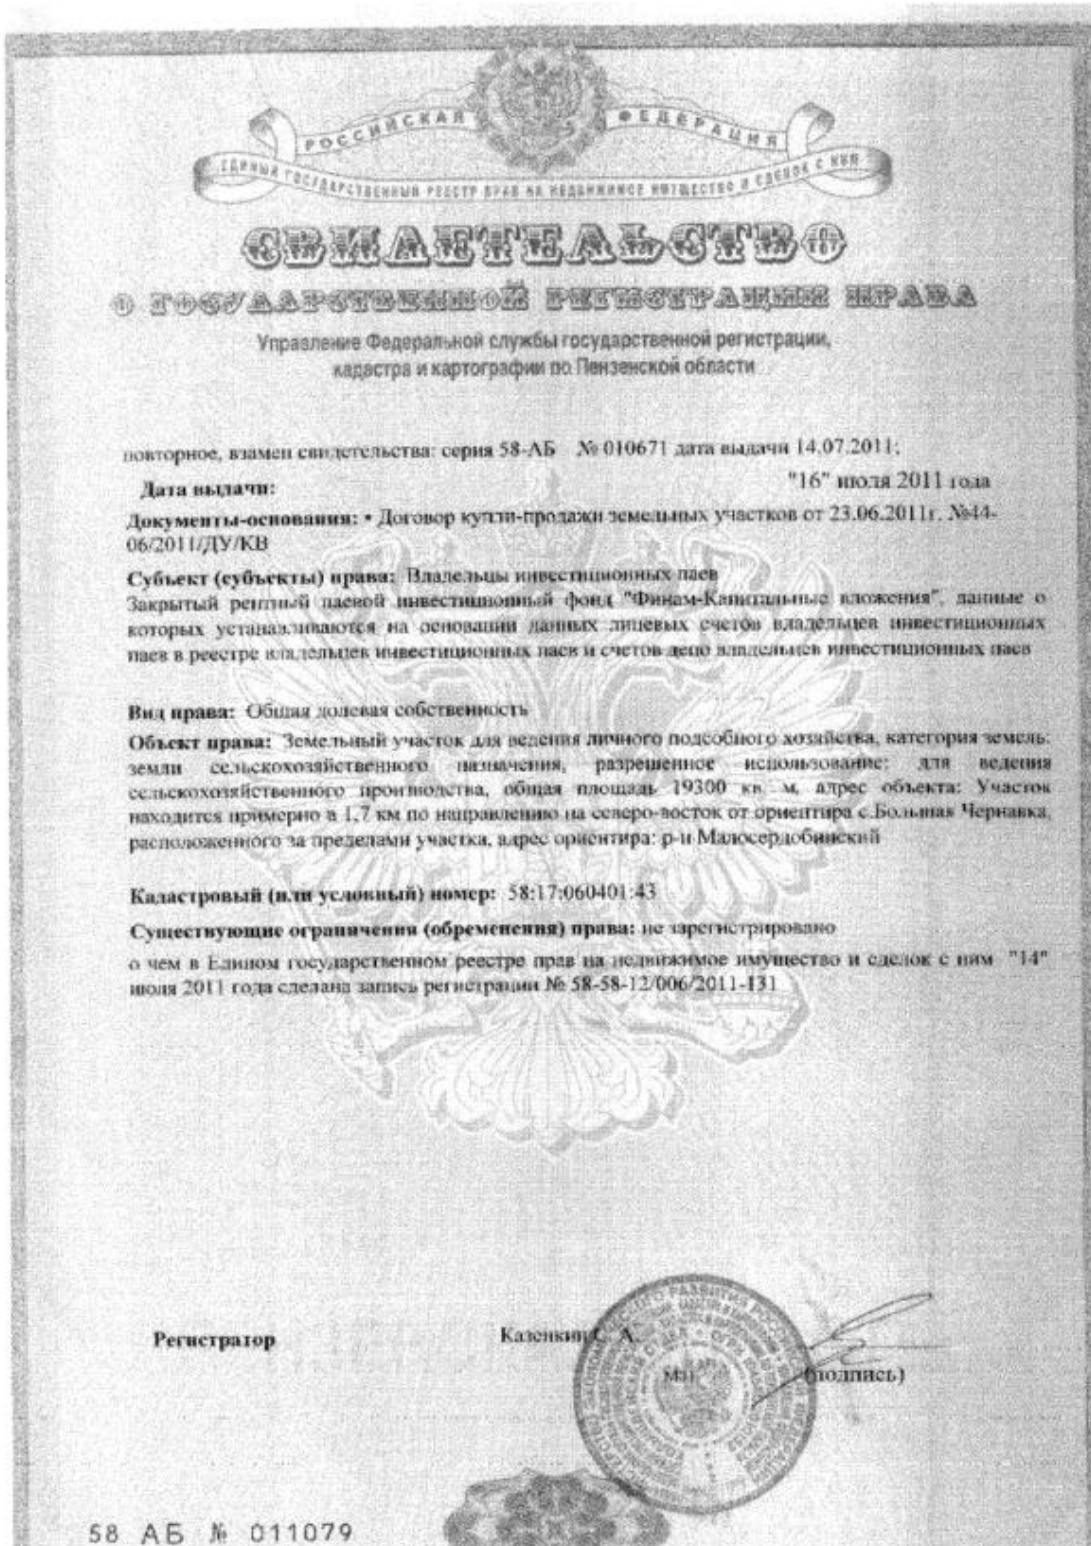 РОССИЙСКАЯ ФЕДЕРАЦИЯ
ЕДИНЫЙ ГОСУДАРСТВЕННЫЙ РЕЕСТР ПРАВ НА НЕДВИЖИМОЕ ИМУЩЕСТВО И СДЕЛОК С НИМ
СВИДЕТЕЛЬСТВО
О ГОСУДАРСТВЕННОЙ РЕГИСТРАЦИИ ПРАВА
Управление Федеральной службы государственной регистрации,
кадастра и картографии по Пензенской области
повторное, взамен свидетельства: серия 58-АБ № 010671 дата выдачи 14.07.2011;
Дата выдачи: "16" июля 2011 года
Документы-основания: • Договор купли-продажи земельных участков от 23.06.2011г. №44-
06/2011/ДУ/КВ
Субъект (субъекты) права: Владельцы инвестиционных паев
Закрытый рентный паевой инвестиционный фонд "Финам-Капитальные вложения", данные о
которых устанавливаются на основании данных лицевых счетов владельцев инвестиционных
паев в реестре владельцев инвестиционных паев и счетов депо владельцев инвестиционных паев
Вид права: Общая долевая собственность
Объект права: Земельный участок для ведения личного подсобного хозяйства, категория земель:
земли сельскохозяйственного назначения, разрешенное использование: для ведения
сельскохозяйственного производства, общая площадь 19300 кв. м, адрес объекта: Участок
находится примерно в 1,7 км по направлению на северо-восток от ориентира с.Большая Чернавка,
расположенного за пределами участка, адрес ориентира: р-н Малосердобинский
Кадастровый (или условный) номер: 58:17:060401:43
Существующие ограничения (обременения) права: не зарегистрировано
о чем в Едином государственном реестре прав на недвижимое имущество и сделок с ним "14"
июля 2011 года сделана запись регистрации № 58-58-12/006/2011-131
Регистратор Казенкин С. А.
(подпись)
58 АБ № 011079